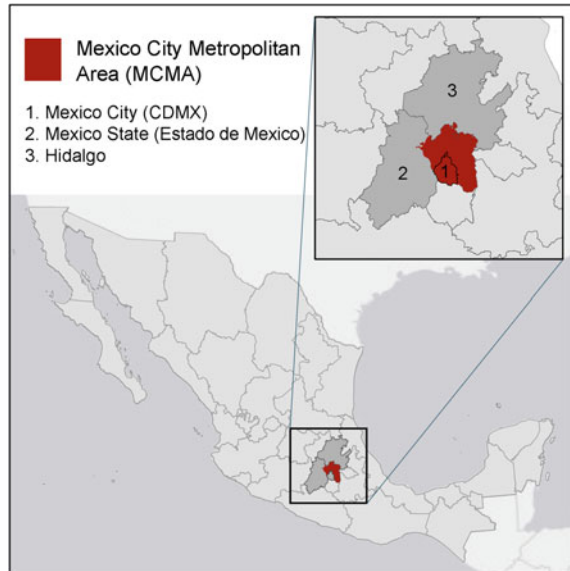 Mexico City Metropolitan
Area (MCMA)
1. Mexico City (CDMX)
2. Mexico State (Estado de Mexico)
3. Hidalgo
3
2
1